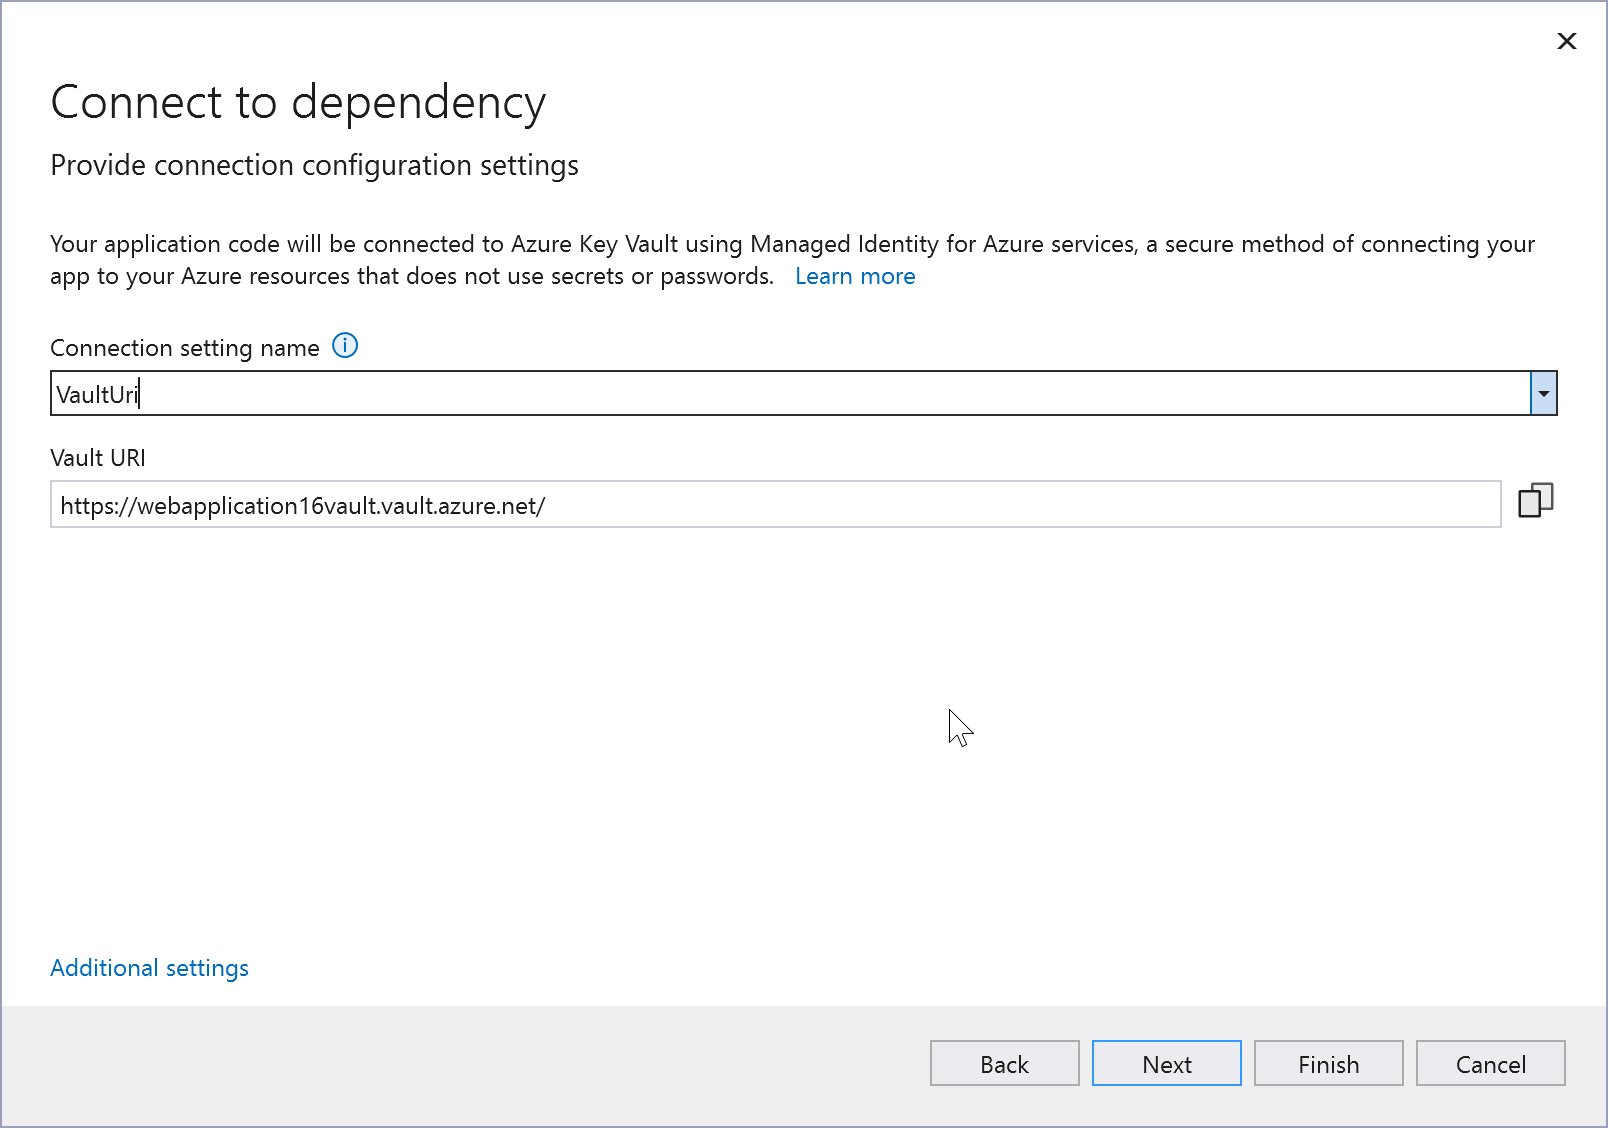 Connect to dependency
Provide connection configuration settings
Your application code will be connected to Azure Key Vault using Managed Identity for Azure services, a secure method of connecting your
app to your Azure resources that does not use secrets or passwords. Learn more
Connection setting name
VaultUri
Vault URI
https://webapplication16vault.vault.azure.net/
Additional settings
Back Next Finish Cancel